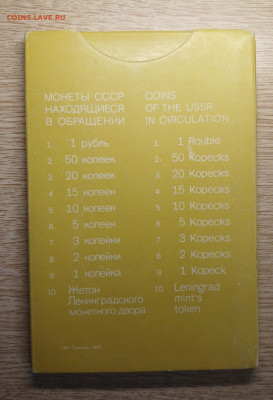 COINS.LAVE.RU
МОНЕТЫ СССР
НАХОДЯЩИЕСЯ
В ОБРАЩЕНИИ
1 1 рубль
2 50 копеек
3 20 копеек
4 15 копеек
5 10 копеек
6 5 копеек
7 3 копейки
8 2 копейки
9 1 копейка
10 Жетон
Ленинградского
монетного двора
COINS
OF THE USSR
IN CIRCULATION
1 1 Rouble
2 50 Kopecks
3 20 Kopecks
4 15 Kopecks
5 10 Kopecks
6 5 Kopecks
7 3 Kopecks
8 2 Kopecks
9 1 Kopeck
10 Leningrad
mint's
token